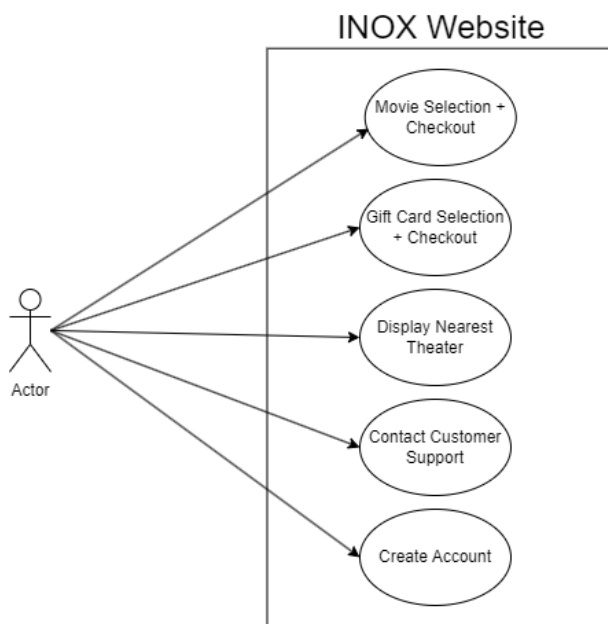 INOX Website
Movie Selection +
Checkout
Gift Card Selection
+ Checkout
Display Nearest
Theater
Actor
Contact Customer
Support
Create Account